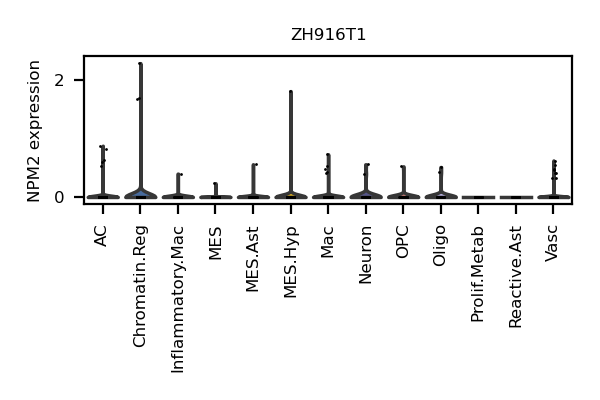 ZH916T1
NPM2 expression
2
0
AC
Chromatin.Reg
Inflammatory.Mac
MES
MES.Ast
MES.Hyp
Mac
Neuron
OPC
Oligo
Prolif.Metab
Reactive.Ast
Vasc